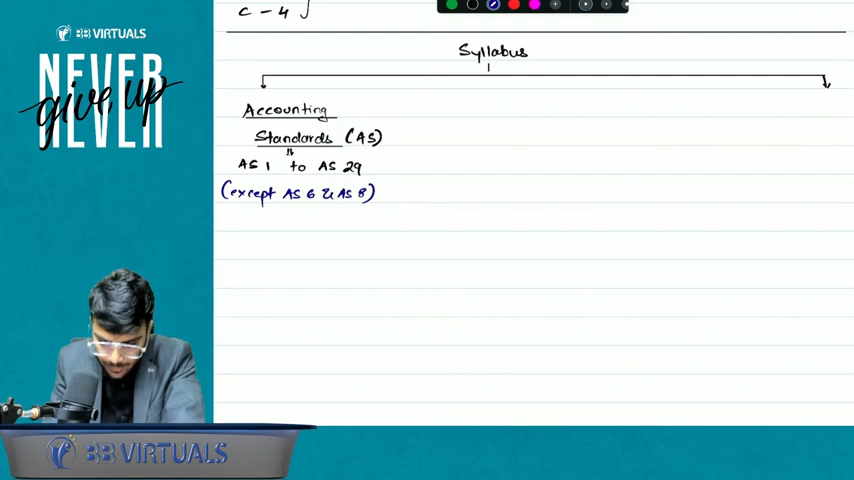 c - 4
BB VIRTUALS
NEVER
give up
NEVER
Syllabus
Accounting
Standards (AS)
AS 1 to AS 29
(except AS 6 & AS 8)
BB VIRTUALS